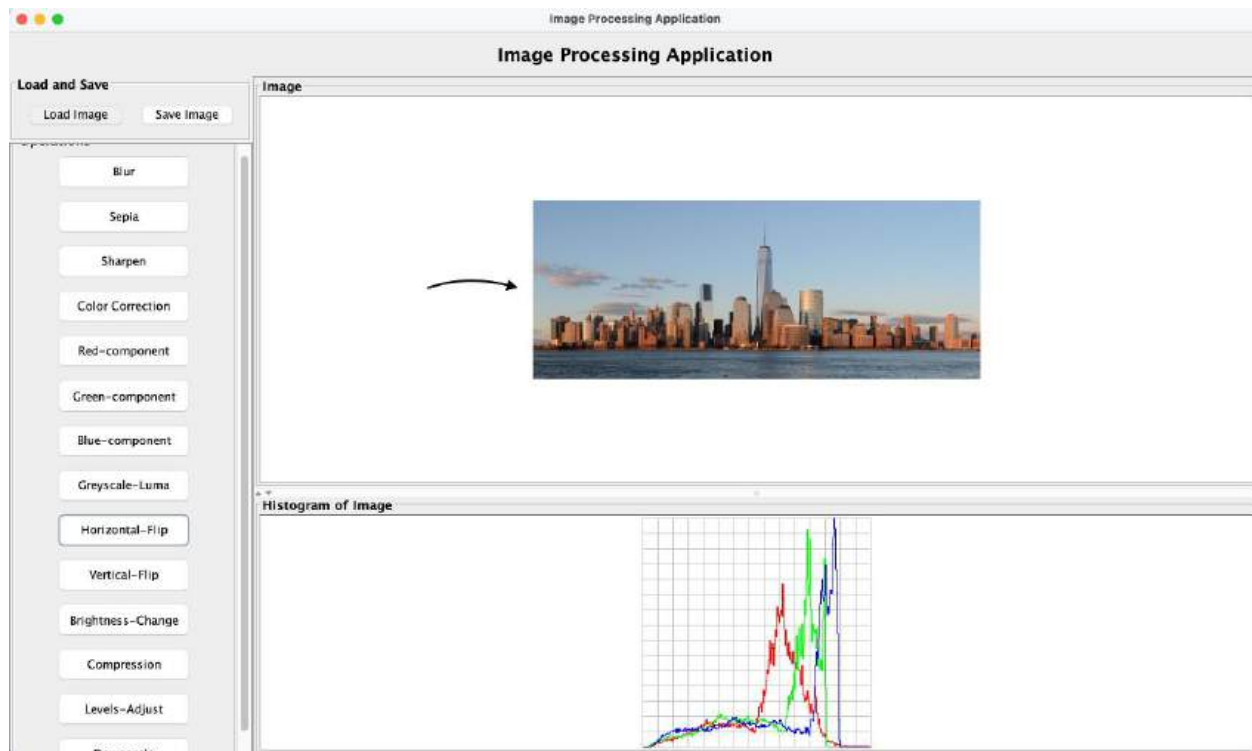 Image Processing Application
Image Processing Application
Load and Save
Load Image
Save Image
Image
Blur
Sepia
Sharpen
Color Correction
Red-component
Green-component
Blue-component
Greyscale-Luma
Horizontal-Flip
Vertical-Flip
Brightness-Change
Compression
Levels-Adjust
Histogram of Image